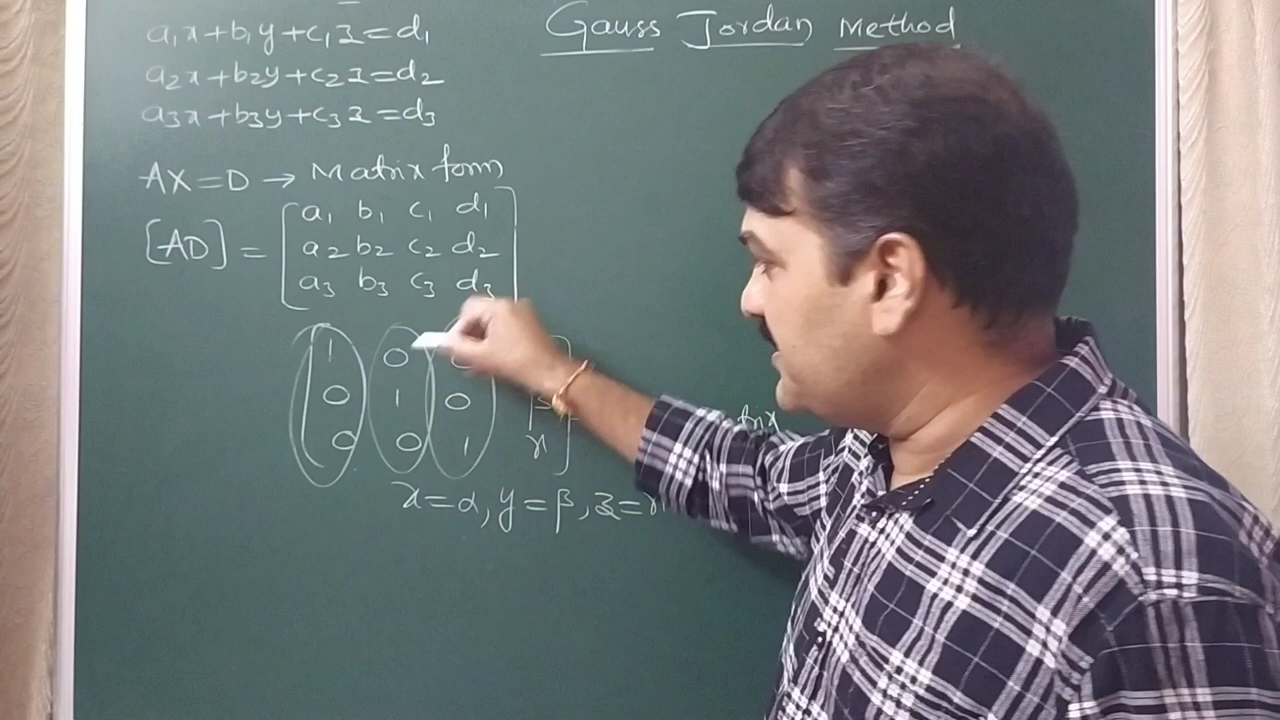 Gauss Jordan Method
a₁x+b₁y+c₁z=d₁
a₂x+b₂y+c₂z=d₂
a₃x+b₃y+c₃z=d₃
AX=D → Matrix form
[AD] = [a₁ b₁ c₁ d₁
a₂ b₂ c₂ d₂
a₃ b₃ c₃ d₃]
1 0
0 1 0 β
0 0 1 γ
x=α, y=β, z=γ